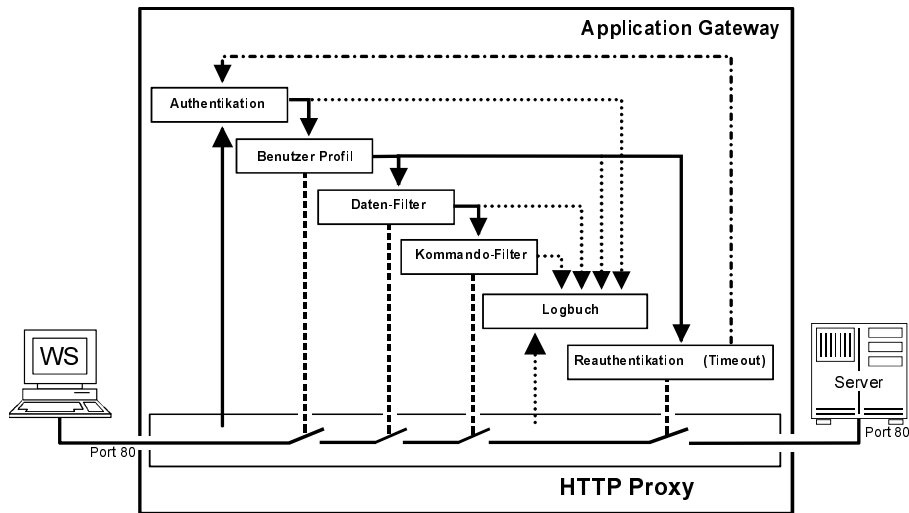 Application Gateway
Authentikation
Benutzer Profil
Daten-Filter
Kommando-Filter
Logbuch
Reauthentikation (Timeout)
WS
Server
Port 80
Port 80
HTTP Proxy